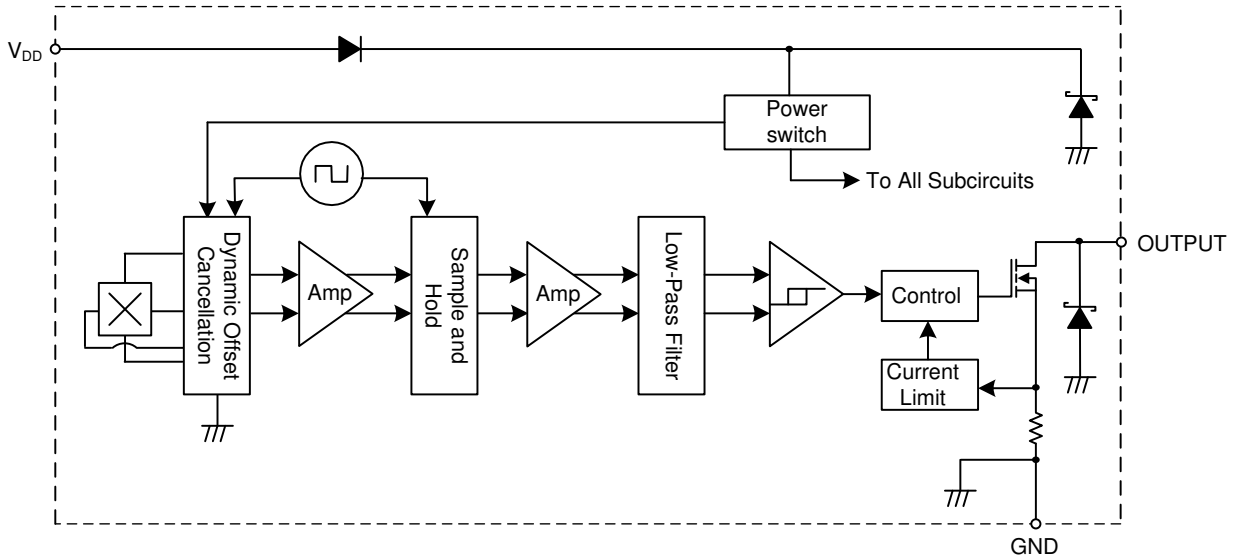 VDD
Power
switch
To All Subcircuits
Dynamic Offset
Cancellation
Amp
Sample and
Hold
Amp
Low-Pass Filter
Control
Current
Limit
OUTPUT
GND